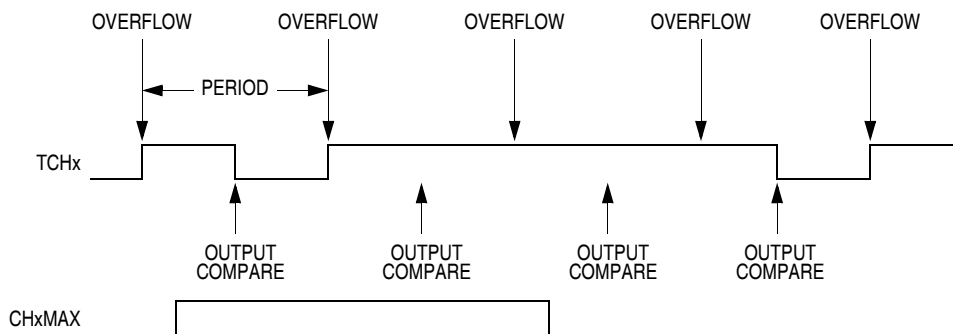 OVERFLOW OVERFLOW OVERFLOW OVERFLOW OVERFLOW
PERIOD
TCHx
OUTPUT OUTPUT OUTPUT OUTPUT
COMPARE COMPARE COMPARE COMPARE
CHxMAX